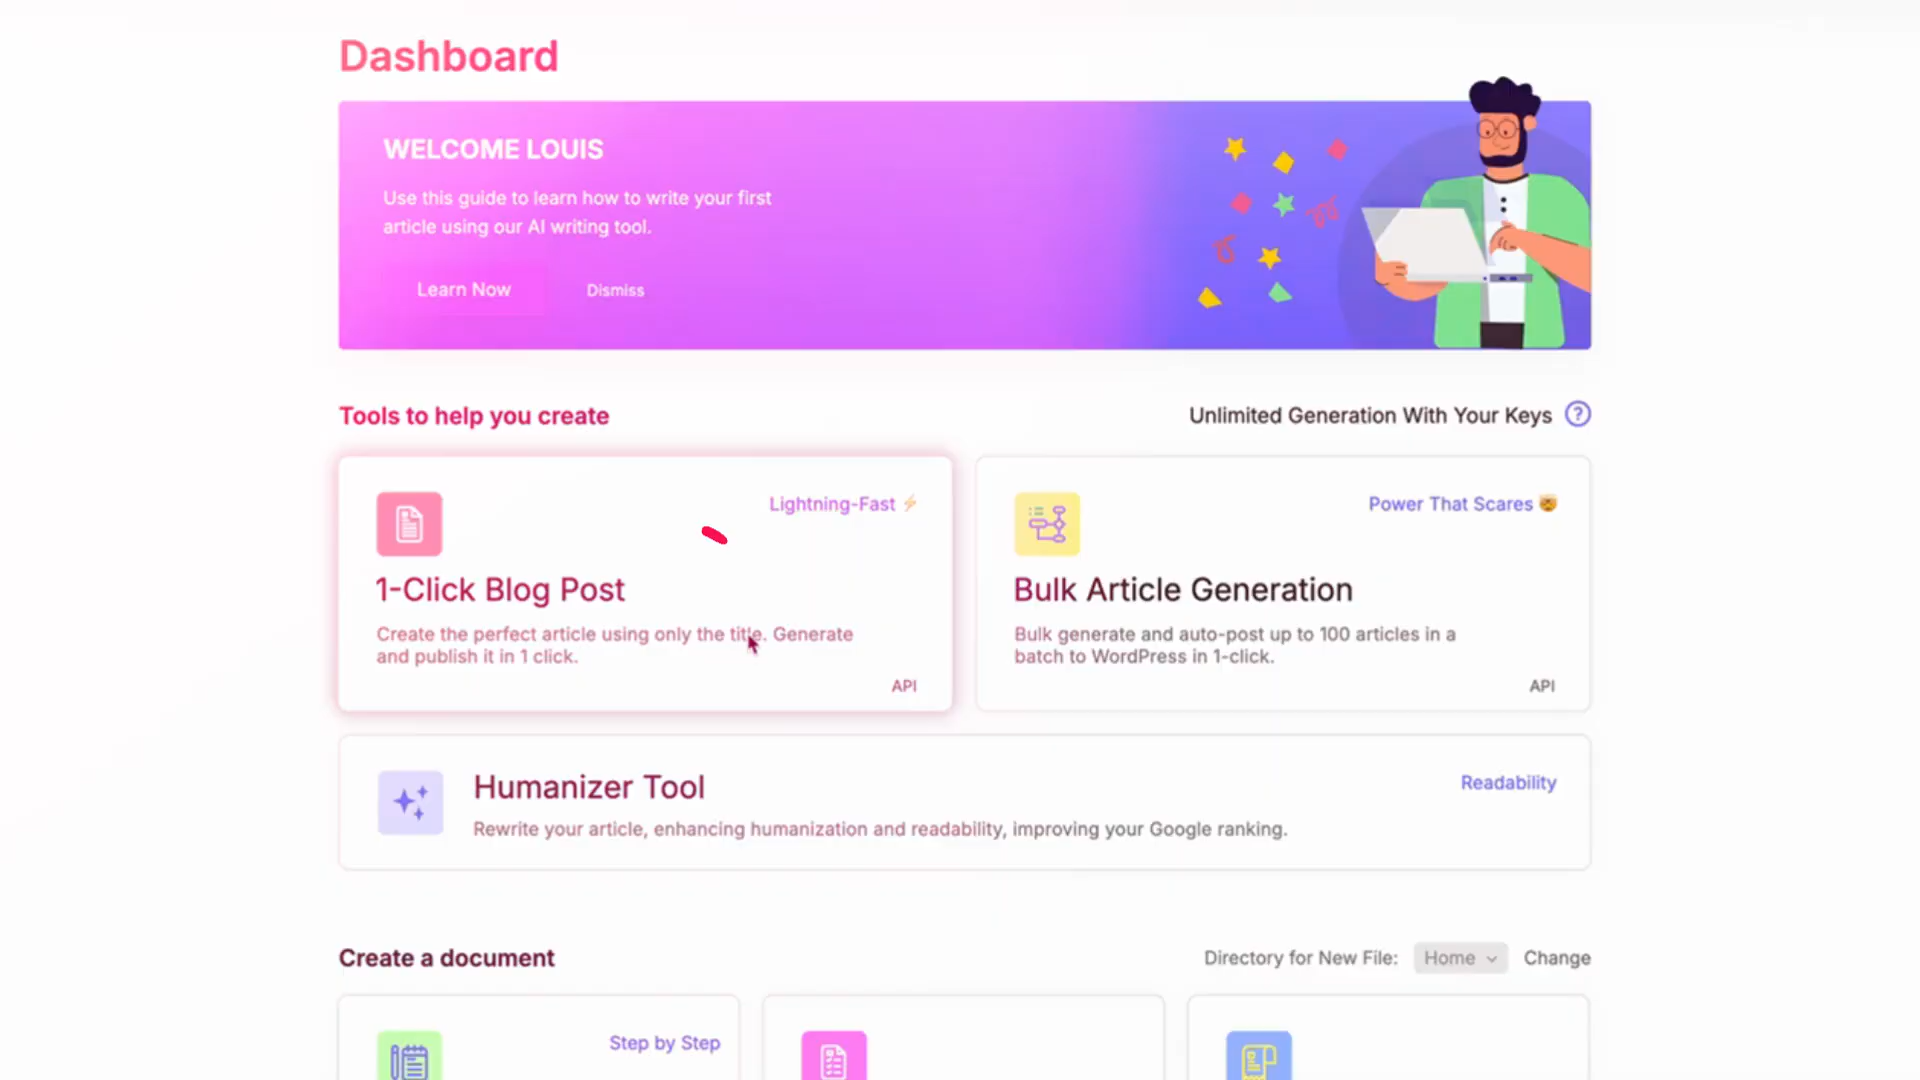 Dashboard
WELCOME LOUIS
Use this guide to learn how to write your first
article using our AI writing tool.
Learn Now
Dismiss
Tools to help you create
Unlimited Generation With Your Keys ?
Lightning-Fast ⚡
1-Click Blog Post
Create the perfect article using only the title. Generate
and publish it in 1 click.
API
Power That Scares 🤯
Bulk Article Generation
Bulk generate and auto-post up to 100 articles in a
batch to WordPress in 1-click.
API
Humanizer Tool
Readability
Rewrite your article, enhancing humanization and readability, improving your Google ranking.
Create a document
Directory for New File: Home Change
Step by Step